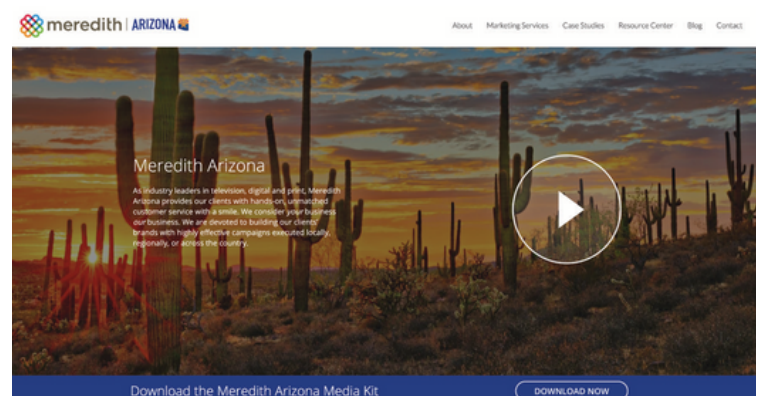 meredith | ARIZONA
About Marketing Services Case Studies Resource Center Blog Contact
Meredith Arizona
As industry leaders in television, digital and print, Meredith
Arizona provides our clients with hands-on, unmatched
customer service with a smile. We consider your business
our business. We are devoted to building our clients'
brands with highly effective campaigns executed locally,
regionally, or across the country.
Download the Meredith Arizona Media Kit
DOWNLOAD NOW